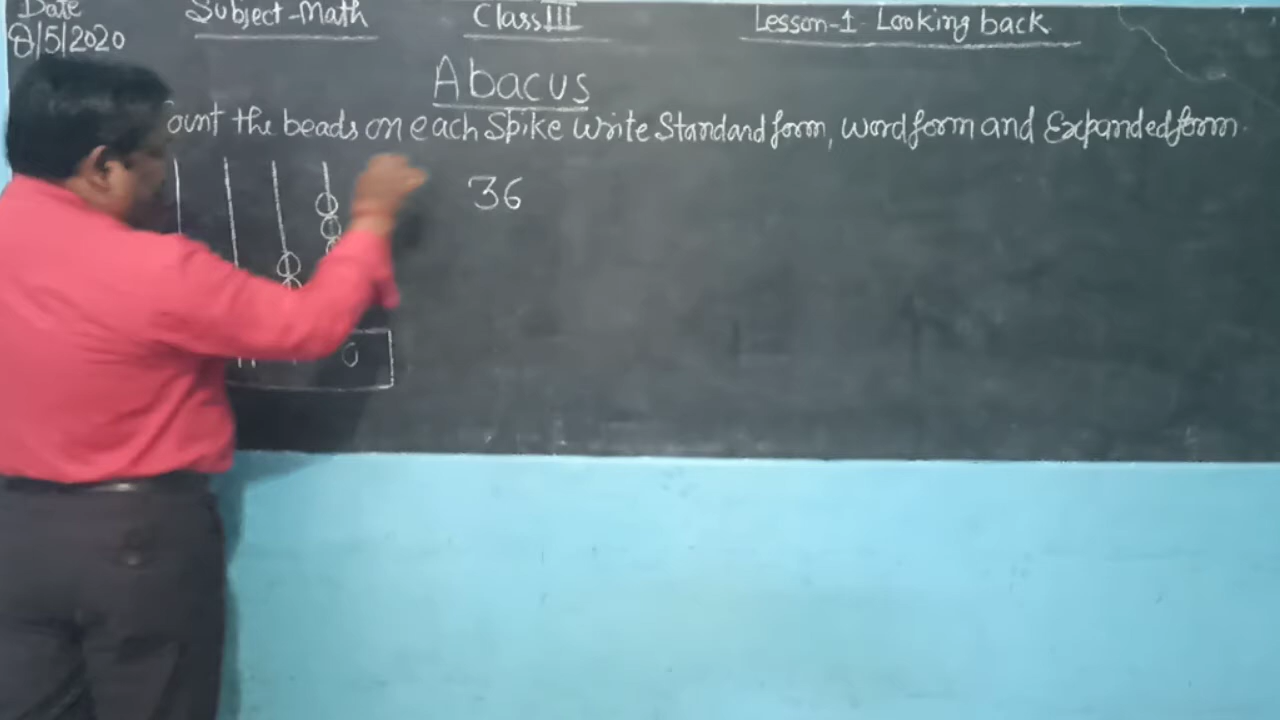 Date
8/5/2020
Subject-Math
Class III
Lesson-1 Looking back
Abacus
ount the beads on each Spike Write Standard form, word form and Expanded form.
36
O